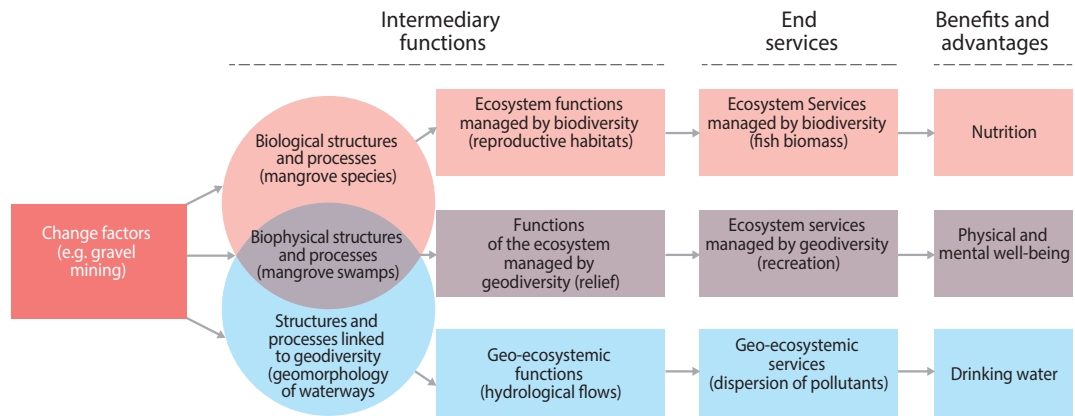 Intermediary
functions
End
services
Benefits and
advantages
Change factors
(e.g. gravel
mining)
Biological structures
and processes
(mangrove species)
Ecosystem functions
managed by biodiversity
(reproductive habitats)
Ecosystem Services
managed by biodiversity
(fish biomass)
Nutrition
Biophysical structures
and processes
(mangrove swamps)
Functions
of the ecosystem
managed by
geodiversity (relief)
Ecosystem services
managed by geodiversity
(recreation)
Physical and
mental well-being
Structures and
processes linked
to geodiversity
(geomorphology
of waterways
Geo-ecosystemic
functions
(hydrological flows)
Geo-ecosystemic
services
(dispersion of pollutants)
Drinking water